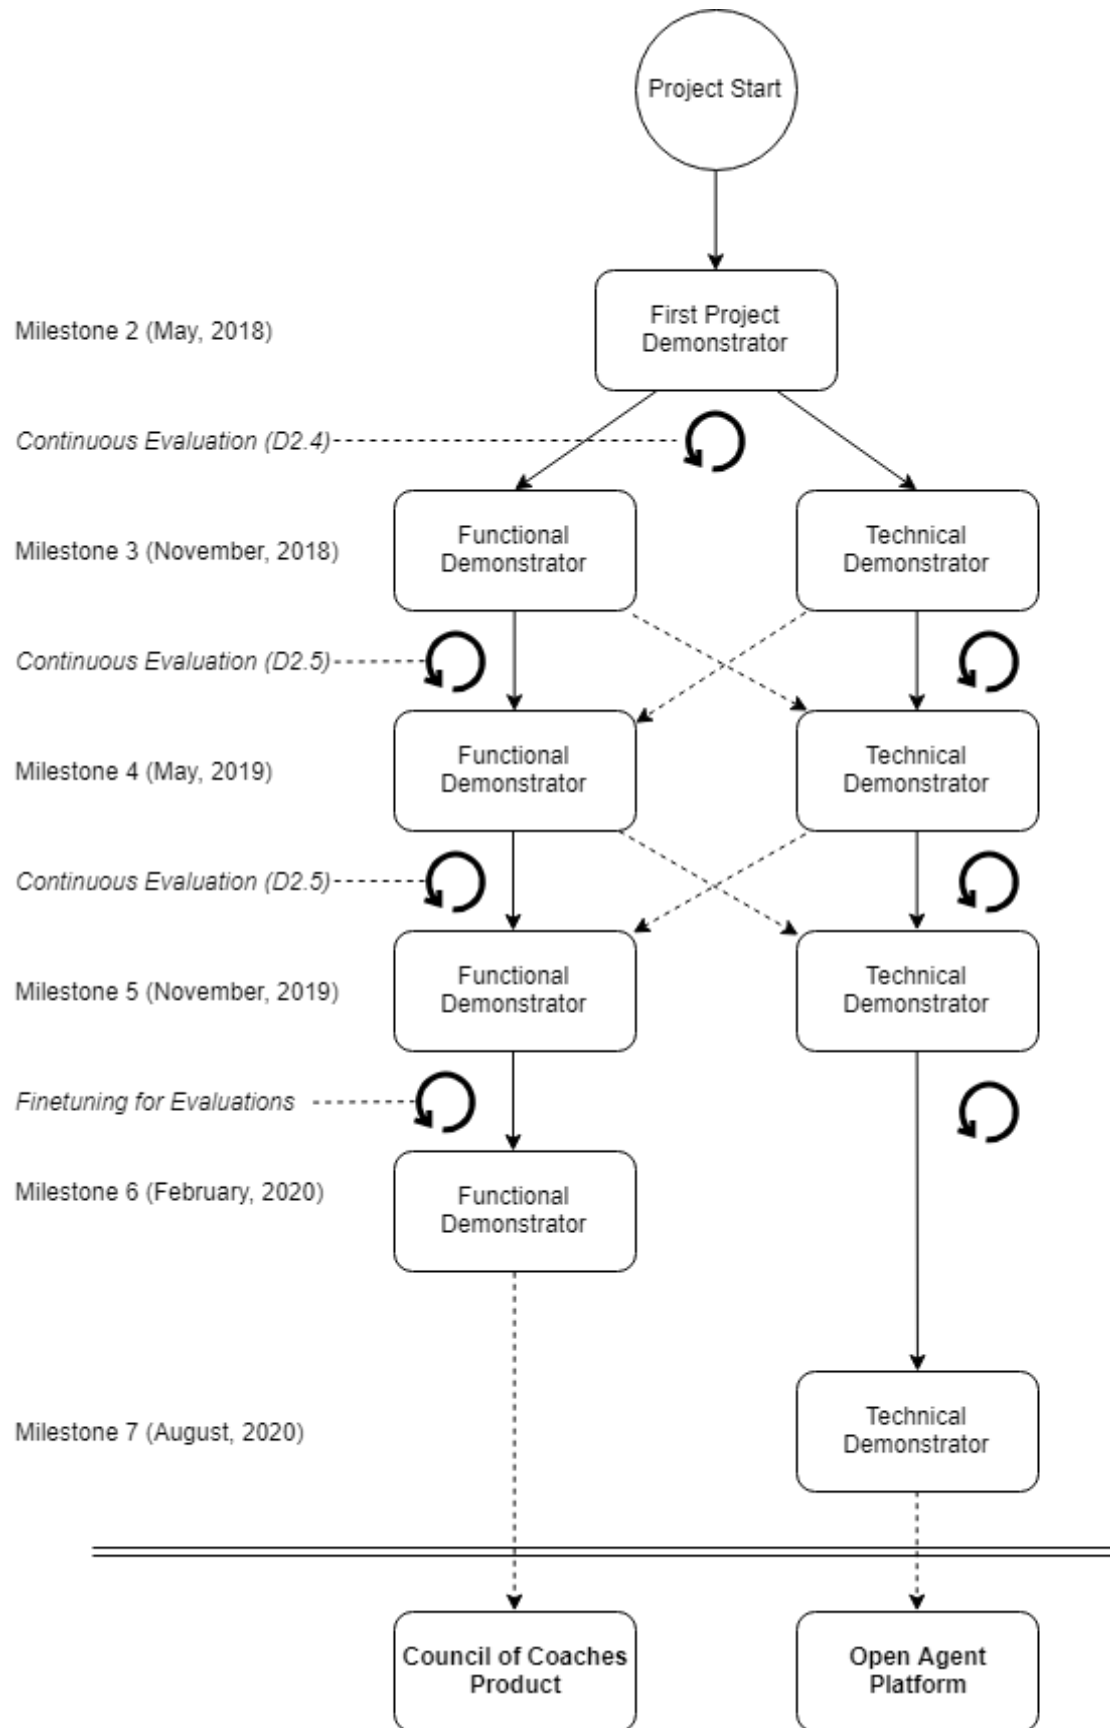 Project Start
First Project
Demonstrator
Milestone 2 (May, 2018)
Continuous Evaluation (D2.4)
Functional
Demonstrator
Technical
Demonstrator
Milestone 3 (November, 2018)
Continuous Evaluation (D2.5)
Functional
Demonstrator
Technical
Demonstrator
Milestone 4 (May, 2019)
Continuous Evaluation (D2.5)
Functional
Demonstrator
Technical
Demonstrator
Milestone 5 (November, 2019)
Finetuning for Evaluations
Milestone 6 (February, 2020)
Functional
Demonstrator
Milestone 7 (August, 2020)
Technical
Demonstrator
Council of Coaches
Product
Open Agent
Platform